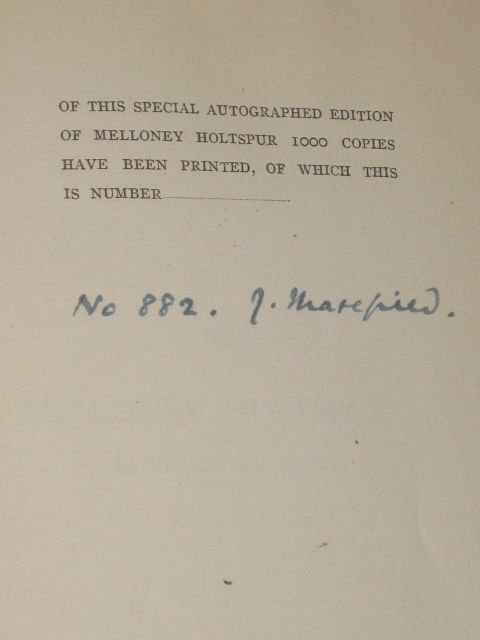 OF THIS SPECIAL AUTOGRAPHED EDITION
OF MELLONEY HOLTSPUR 1000 COPIES
HAVE BEEN PRINTED, OF WHICH THIS
IS NUMBER....................................
No 882. J. Masefield.